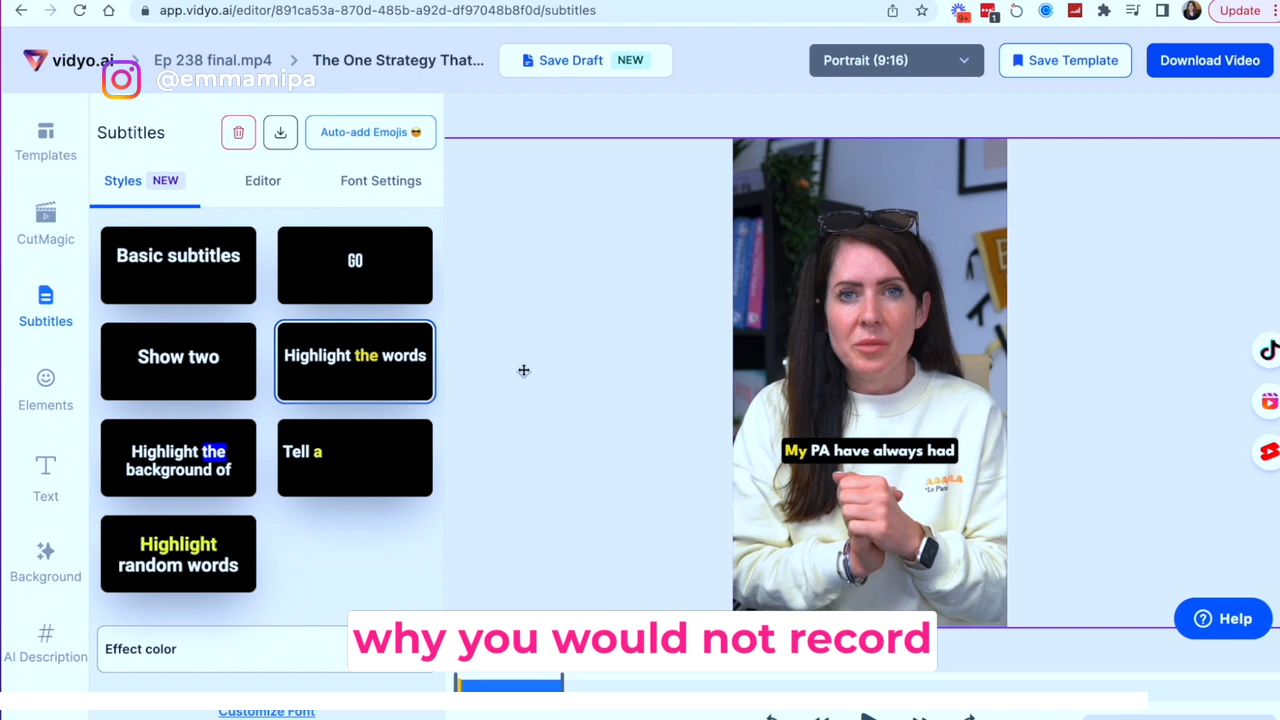 app.vidyo.ai/editor/891ca53a-870d-485b-a92d-df97048b8f0d/subtitles
9+
1
Update
vidyo.ai
Ep 238 final.mp4
The One Strategy That...
Save Draft NEW
Portrait (9:16)
Save Template
Download Video
@emmamipa
Templates
CutMagic
Subtitles
Elements
Text
Background
AI Description
Subtitles
Auto-add Emojis 😎
Styles NEW
Editor
Font Settings
Basic subtitles
GO
Show two
Highlight the words
Highlight the
background of
Tell a
Highlight
random words
Effect color
Customize Font
My PA have always had
Help
why you would not record